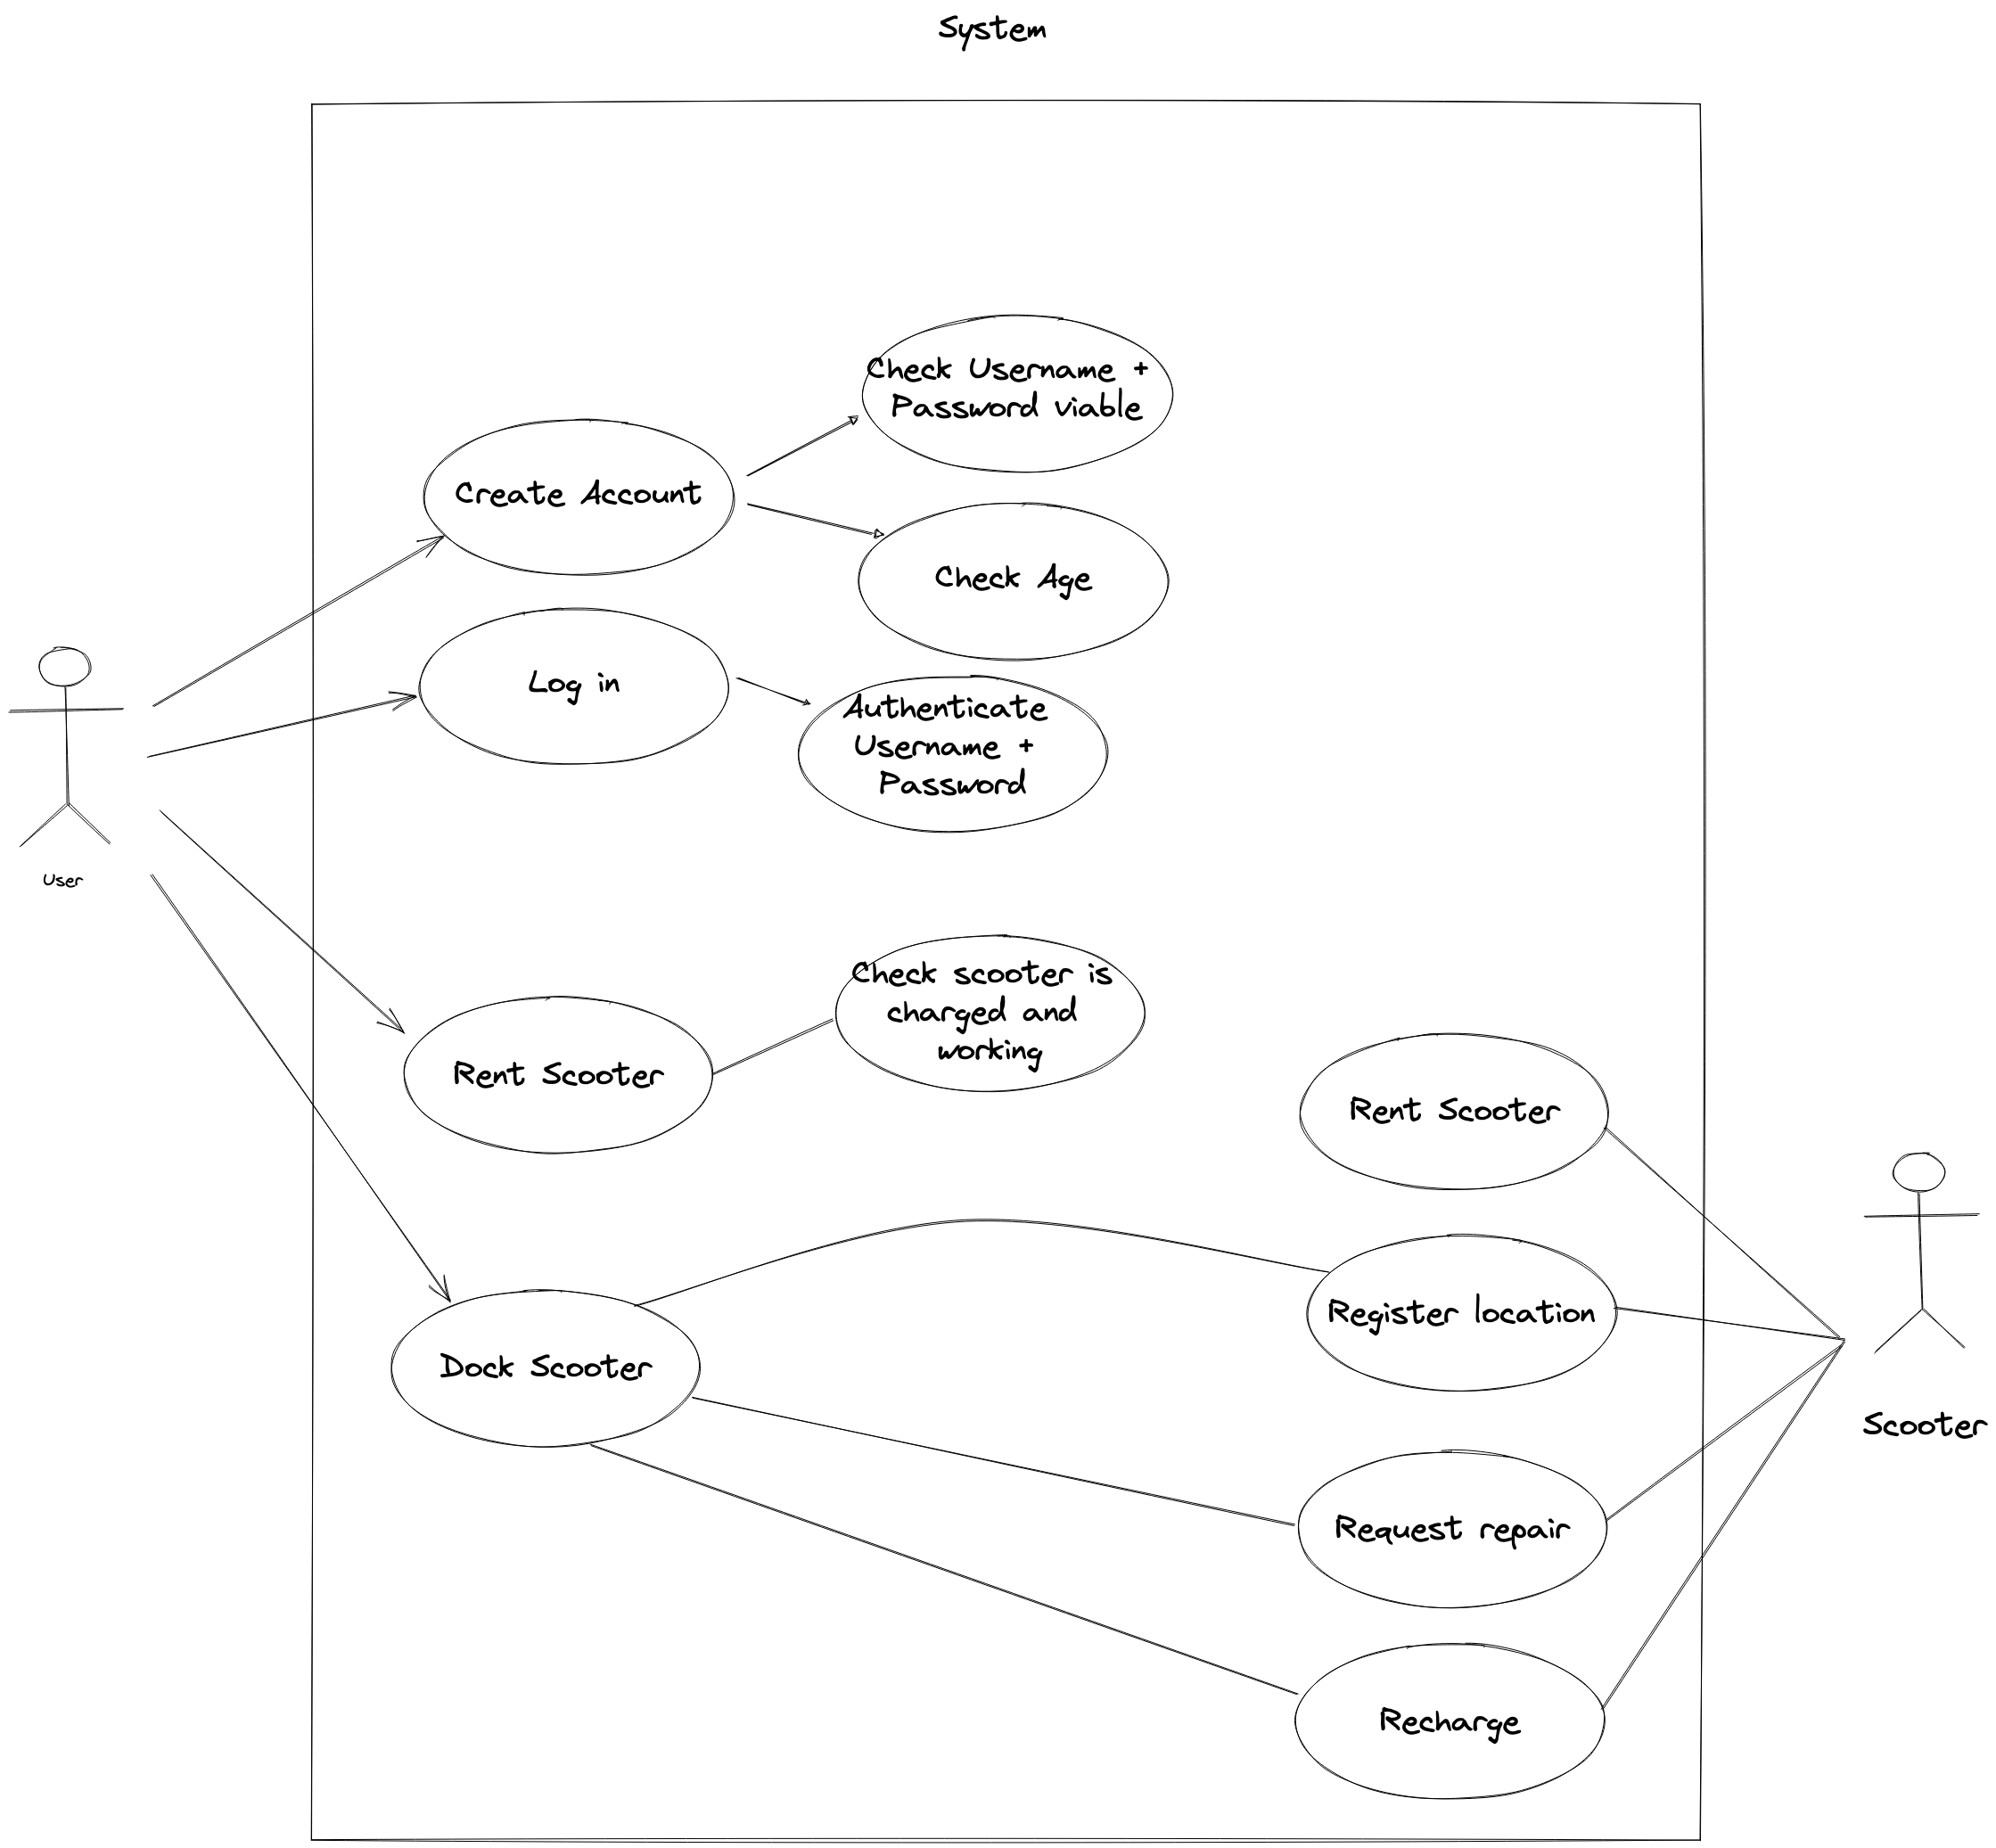 System
Check Username +
Password viable
Create Account
Check Age
Log in
Authenticate
Username +
Password
User
Check scooter is
charged and
working
Rent Scooter
Rent Scooter
Register location
Dock Scooter
Scooter
Request repair
Recharge